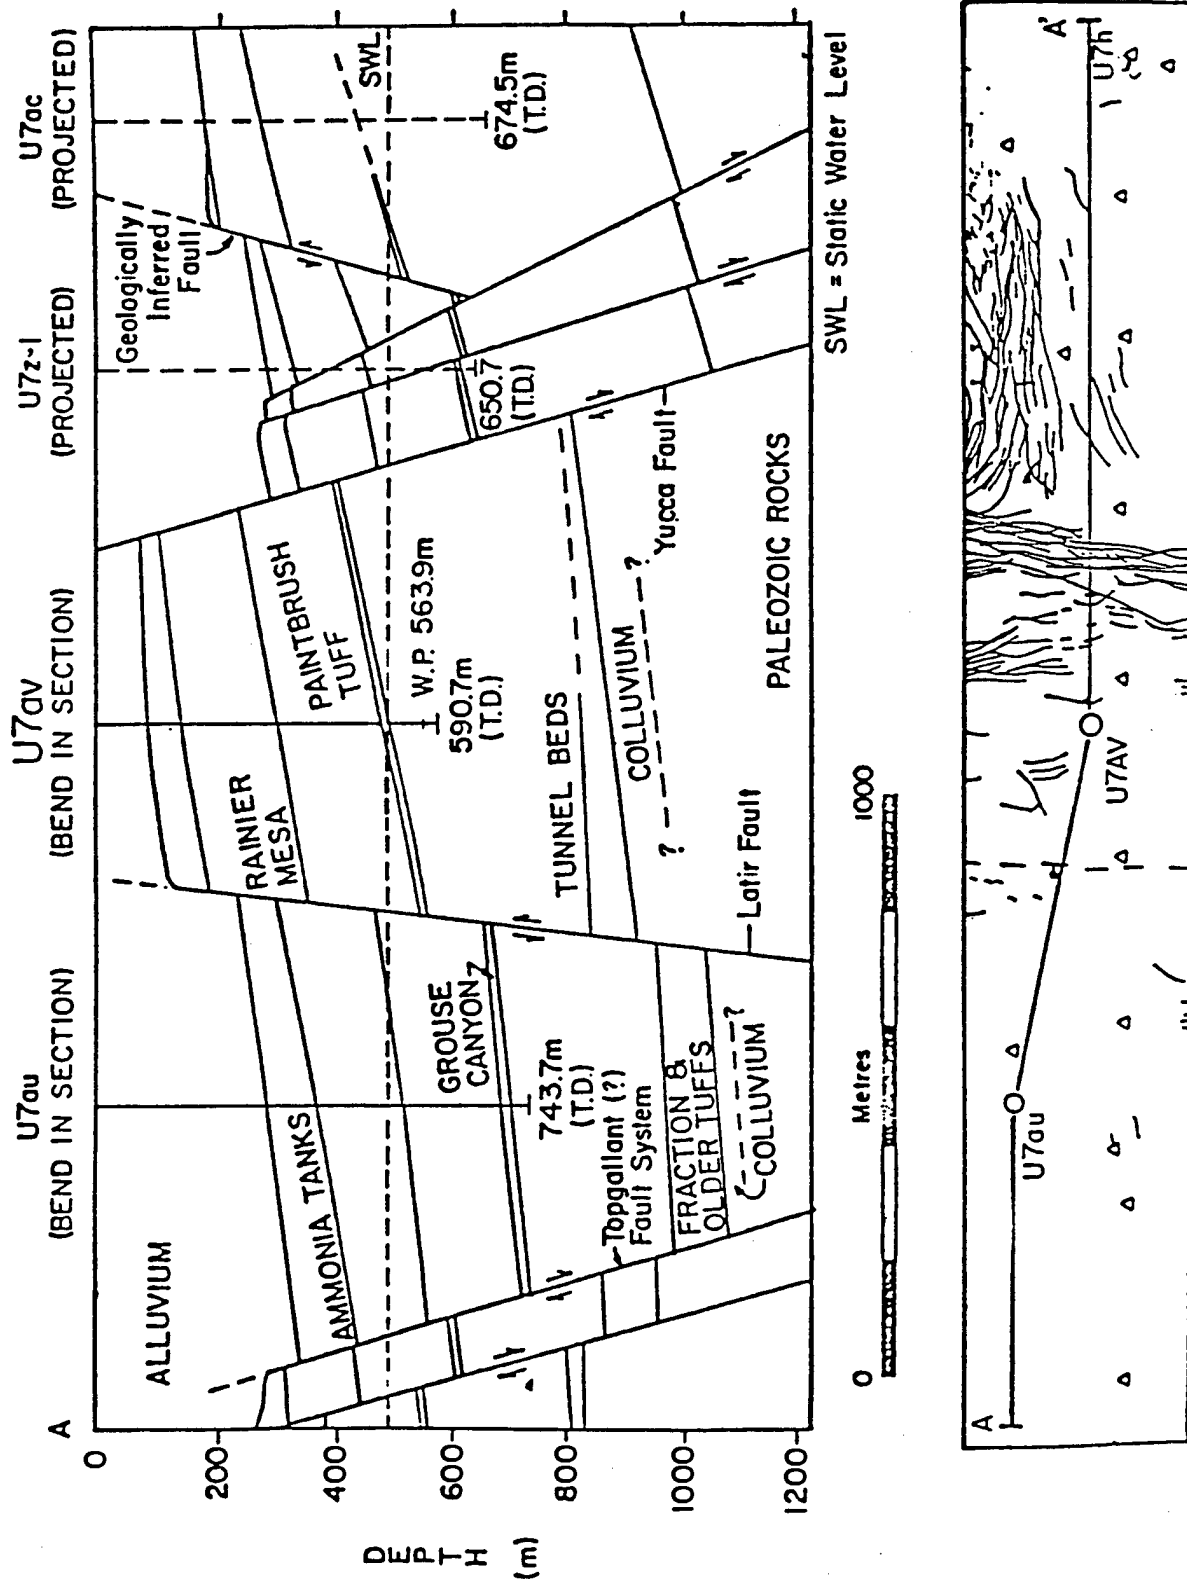 A
U7au
(BEND IN SECTION)
U7av
(BEND IN SECTION)
U7z-1
(PROJECTED)
U7ac
(PROJECTED)
DEPTH
(m)
0
200
400
600
800
1000
1200
ALLUVIUM
AMMONIA TANKS
RAINIER
MESA
PAINTBRUSH
TUFF
Geologically
Inferred
Fault
SWL
GROUSE
CANYON
743.7m
(T.D.)
W.P. 563.9m
590.7m
(T.D.)
650.7
(T.D.)
674.5m
(T.D.)
Topgallant (?)
Fault System
FRACTION &
OLDER TUFFS
?
?
COLLUVIUM
TUNNEL BEDS
COLLUVIUM
?
?
Latir Fault
Yucca Fault
PALEOZOIC ROCKS
SWL = Static Water Level
0
Metres
1000
A
U7au
U7AV
A'
U7h